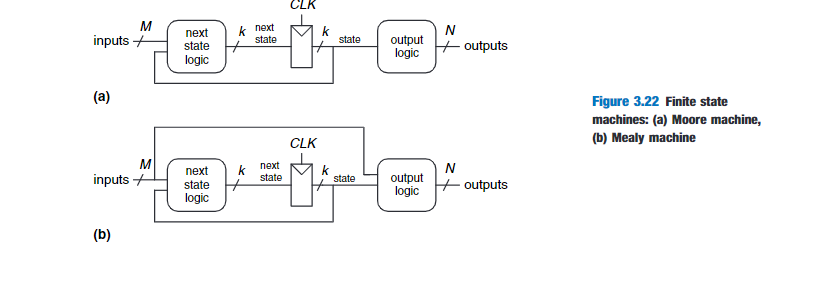 CLK
M
inputs
next
state
logic
k
next
state
k
state
output
logic
N
outputs
(a)
CLK
M
inputs
next
state
logic
k
next
state
k
state
output
logic
N
outputs
(b)
Figure 3.22 Finite state
machines: (a) Moore machine,
(b) Mealy machine